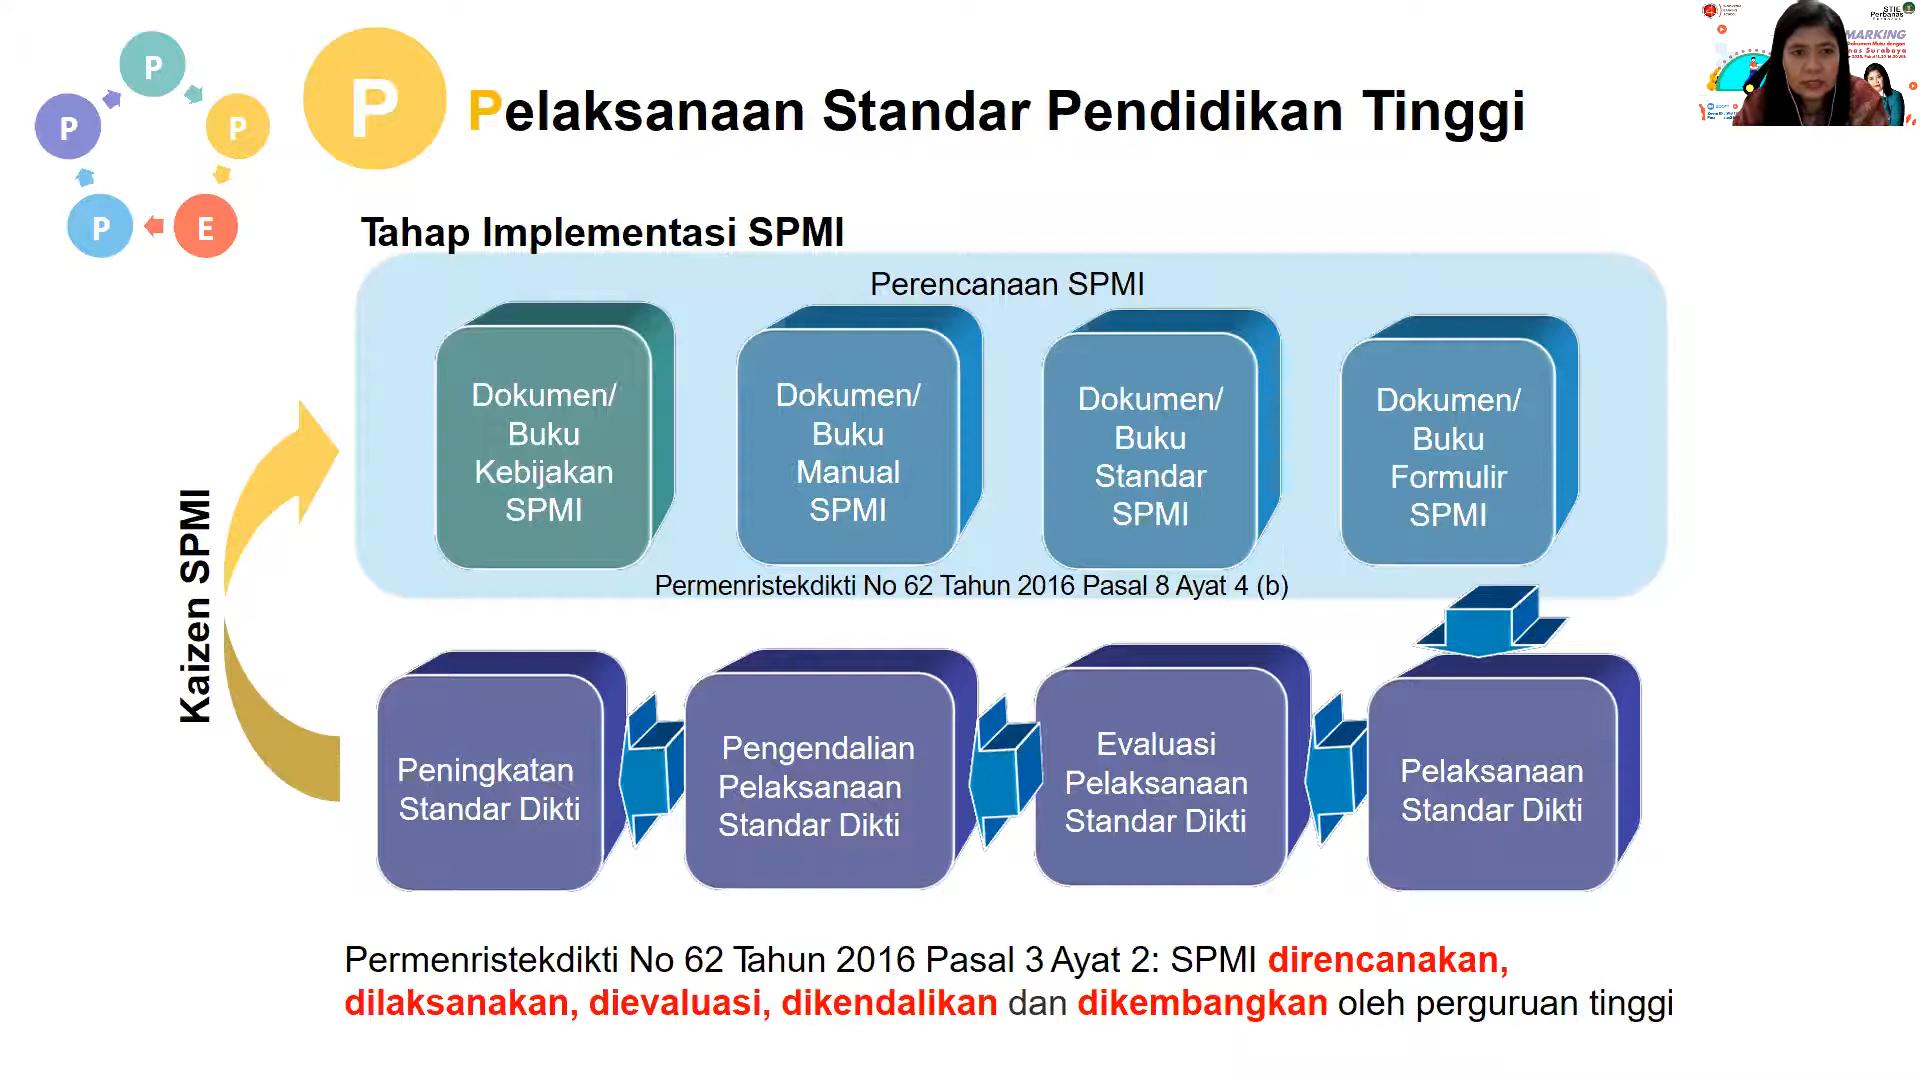 P
P
P
P
E
P
Pelaksanaan Standar Pendidikan Tinggi
STIE
Perbanas
MARKING
Tahap Implementasi SPMI
Perencanaan SPMI
Dokumen/
Buku
Kebijakan
SPMI
Dokumen/
Buku
Manual
SPMI
Dokumen/
Buku
Standar
SPMI
Dokumen/
Buku
Formulir
SPMI
Permenristekdikti No 62 Tahun 2016 Pasal 8 Ayat 4 (b)
Kaizen SPMI
Peningkatan
Standar Dikti
Pengendalian
Pelaksanaan
Standar Dikti
Evaluasi
Pelaksanaan
Standar Dikti
Pelaksanaan
Standar Dikti
Permenristekdikti No 62 Tahun 2016 Pasal 3 Ayat 2: SPMI direncanakan,
dilaksanakan, dievaluasi, dikendalikan dan dikembangkan oleh perguruan tinggi